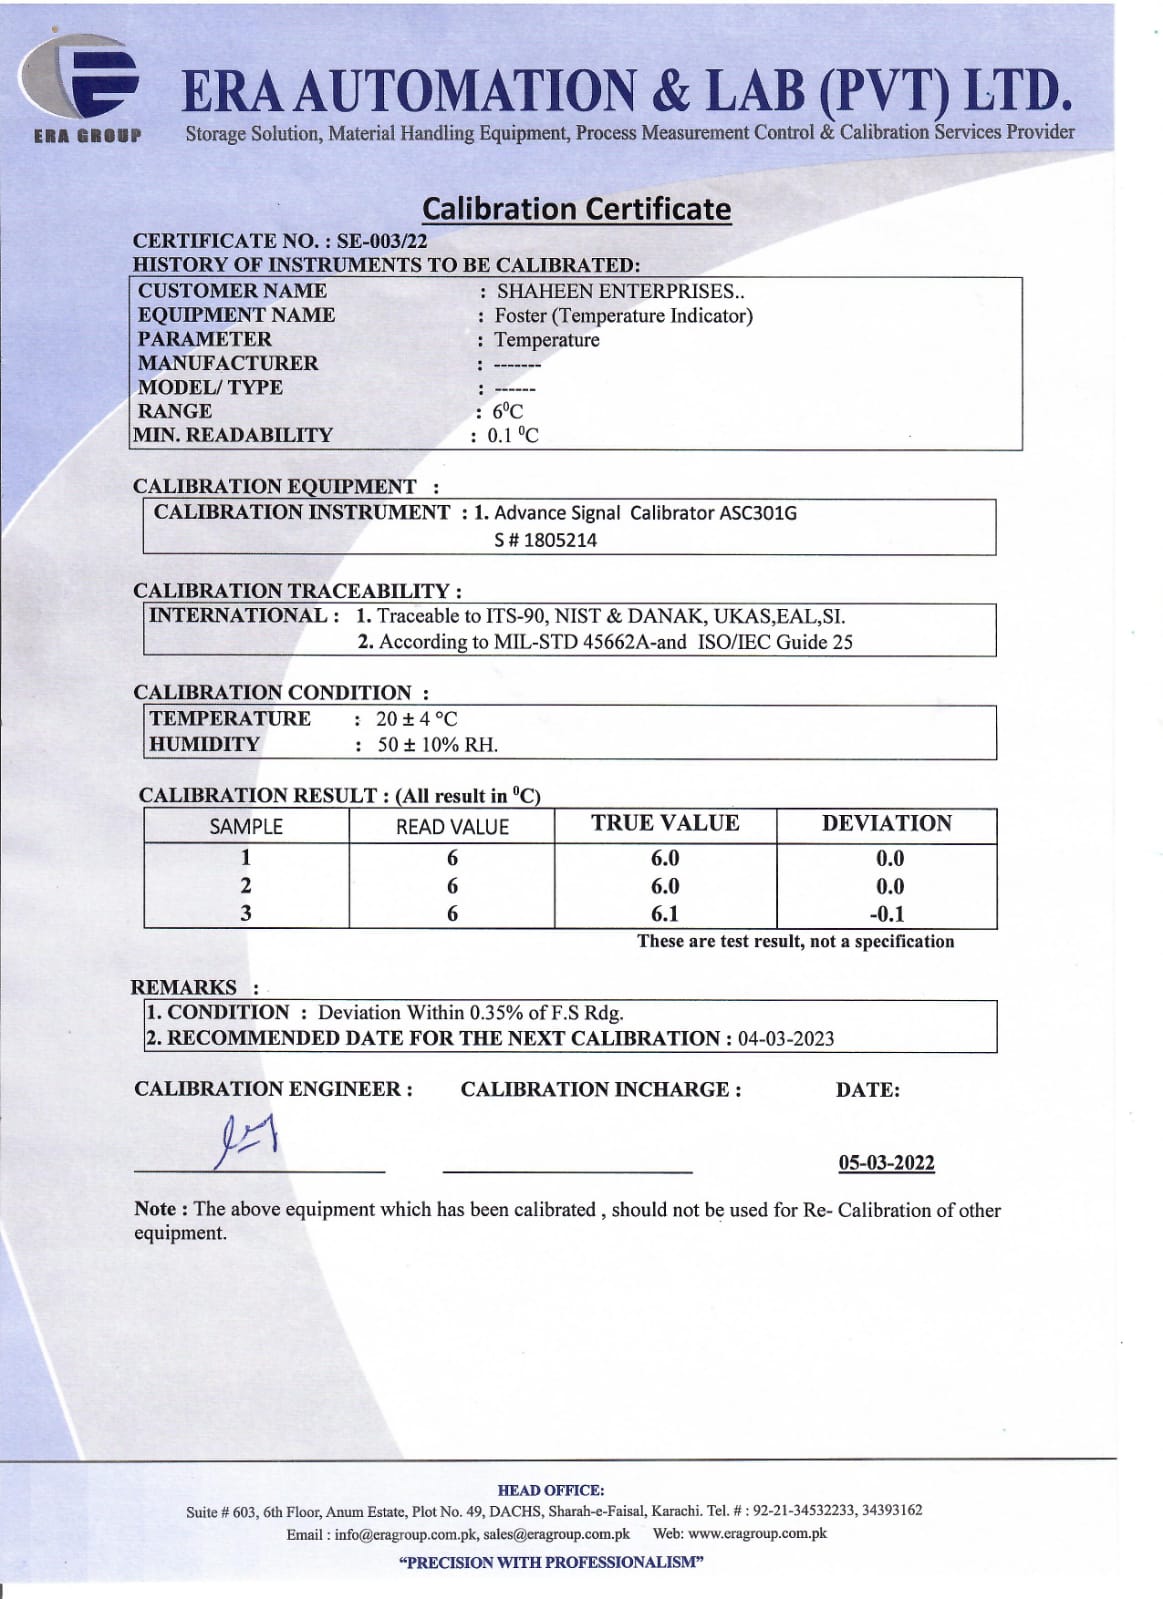 ERA GROUP
ERA AUTOMATION & LAB (PVT) LTD.
Storage Solution, Material Handling Equipment, Process Measurement Control & Calibration Services Provider
Calibration Certificate
CERTIFICATE NO. : SE-003/22
HISTORY OF INSTRUMENTS TO BE CALIBRATED:
CUSTOMER NAME : SHAHEEN ENTERPRISES..
EQUIPMENT NAME : Foster (Temperature Indicator)
PARAMETER : Temperature
MANUFACTURER : -------
MODEL/ TYPE : ------
RANGE : 6⁰C
MIN. READABILITY : 0.1 ⁰C
CALIBRATION EQUIPMENT :
CALIBRATION INSTRUMENT : 1. Advance Signal Calibrator ASC301G
S # 1805214
CALIBRATION TRACEABILITY :
INTERNATIONAL : 1. Traceable to ITS-90, NIST & DANAK, UKAS,EAL,SI.
2. According to MIL-STD 45662A-and ISO/IEC Guide 25
CALIBRATION CONDITION :
TEMPERATURE : 20 ± 4 °C
HUMIDITY : 50 ± 10% RH.
CALIBRATION RESULT : (All result in ⁰C)
SAMPLE READ VALUE TRUE VALUE DEVIATION
1 6 6.0 0.0
2 6 6.0 0.0
3 6 6.1 -0.1
These are test result, not a specification
REMARKS :
1. CONDITION : Deviation Within 0.35% of F.S Rdg.
2. RECOMMENDED DATE FOR THE NEXT CALIBRATION : 04-03-2023
CALIBRATION ENGINEER : CALIBRATION INCHARGE : DATE:
05-03-2022
Note : The above equipment which has been calibrated , should not be used for Re- Calibration of other
equipment.
HEAD OFFICE:
Suite # 603, 6th Floor, Anum Estate, Plot No. 49, DACHS, Sharah-e-Faisal, Karachi. Tel. # : 92-21-34532233, 34393162
Email : info@eragroup.com.pk, sales@eragroup.com.pk Web: www.eragroup.com.pk
“PRECISION WITH PROFESSIONALISM”